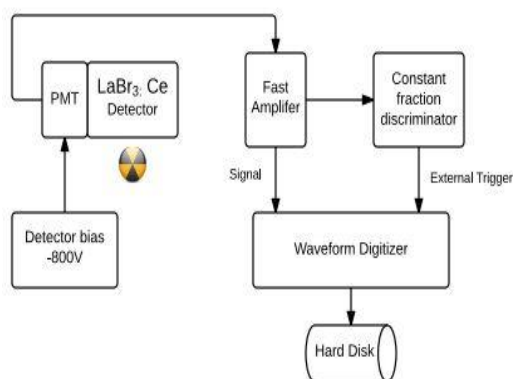 PMT
LaBr₃: Ce
Detector
Fast
Amplifer
Constant
fraction
discriminator
Signal
External Trigger
Detector bias
-800V
Waveform Digitizer
Hard Disk